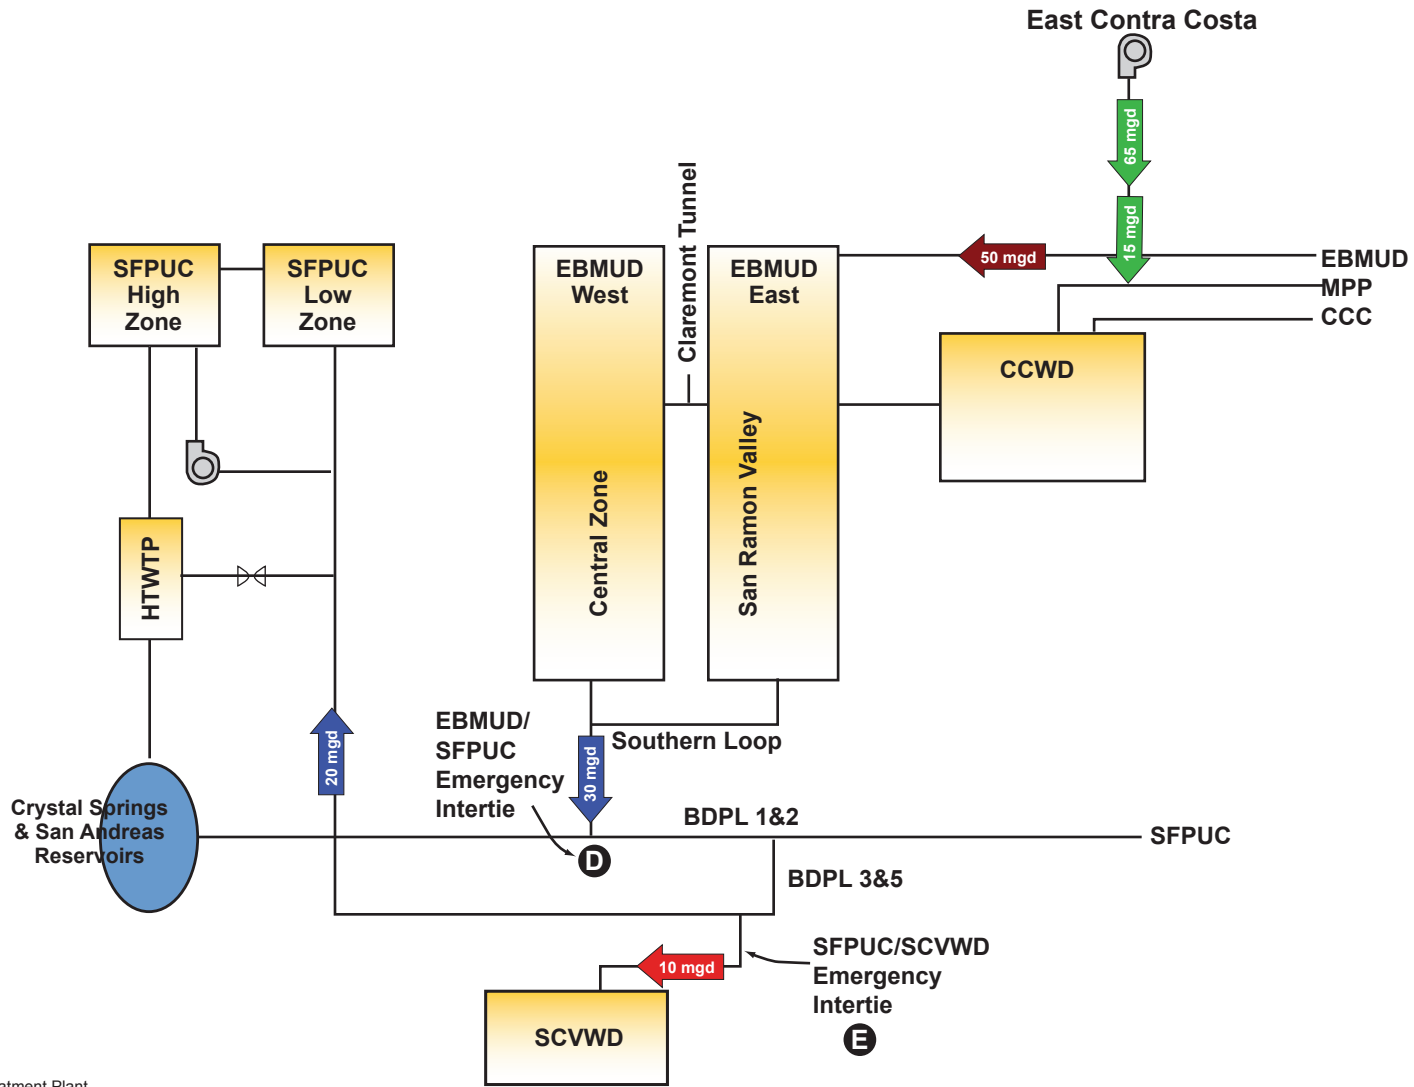 East Contra Costa
65 mgd
15 mgd
Claremont Tunnel
SFPUC
High
Zone
SFPUC
Low
Zone
EBMUD
West
EBMUD
East
50 mgd
EBMUD
MPP
CCC
CCWD
Central Zone
San Ramon Valley
HTWTP
20 mgd
EBMUD/
SFPUC
Emergency
Intertie
30 mgd
Southern Loop
Crystal Springs
& San Andreas
Reservoirs
BDPL 1&2
SFPUC
D
BDPL 3&5
10 mgd
SFPUC/SCVWD
Emergency
Intertie
E
SCVWD
atment Plant